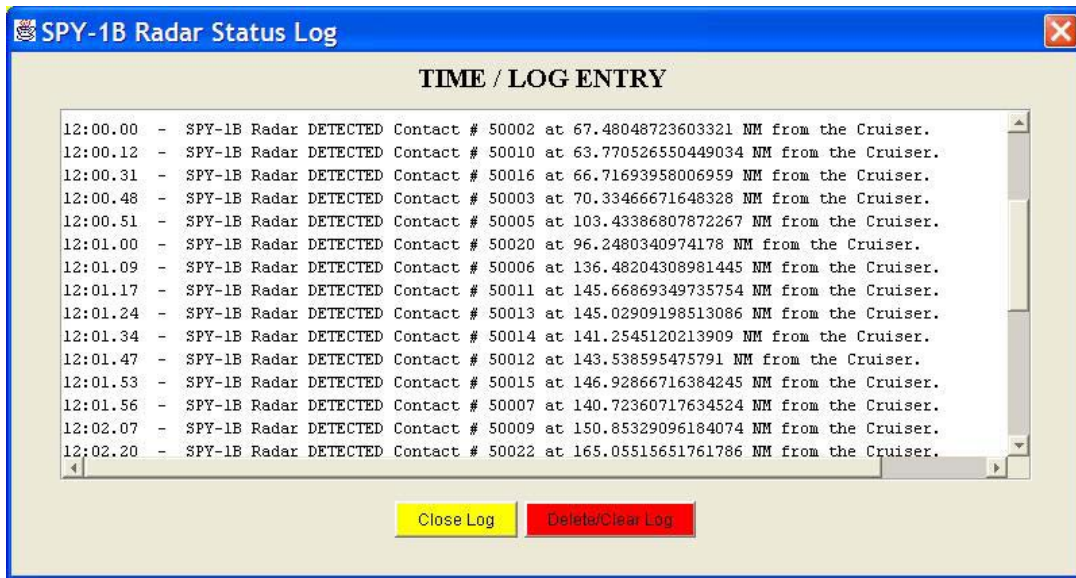 SPY-1B Radar Status Log
TIME / LOG ENTRY
12:00.00 - SPY-1B Radar DETECTED Contact # 50002 at 67.48048723603321 NM from the Cruiser.
12:00.12 - SPY-1B Radar DETECTED Contact # 50010 at 63.770526550449034 NM from the Cruiser.
12:00.31 - SPY-1B Radar DETECTED Contact # 50016 at 66.71693958006959 NM from the Cruiser.
12:00.48 - SPY-1B Radar DETECTED Contact # 50003 at 70.33466671648328 NM from the Cruiser.
12:00.51 - SPY-1B Radar DETECTED Contact # 50005 at 103.43386807872267 NM from the Cruiser.
12:01.00 - SPY-1B Radar DETECTED Contact # 50020 at 96.2480340974178 NM from the Cruiser.
12:01.09 - SPY-1B Radar DETECTED Contact # 50006 at 136.48204308981445 NM from the Cruiser.
12:01.17 - SPY-1B Radar DETECTED Contact # 50011 at 145.66869349735754 NM from the Cruiser.
12:01.24 - SPY-1B Radar DETECTED Contact # 50013 at 145.02909198513086 NM from the Cruiser.
12:01.34 - SPY-1B Radar DETECTED Contact # 50014 at 141.2545120213909 NM from the Cruiser.
12:01.47 - SPY-1B Radar DETECTED Contact # 50012 at 143.538595475791 NM from the Cruiser.
12:01.53 - SPY-1B Radar DETECTED Contact # 50015 at 146.92866716384245 NM from the Cruiser.
12:01.56 - SPY-1B Radar DETECTED Contact # 50007 at 140.72360717634524 NM from the Cruiser.
12:02.07 - SPY-1B Radar DETECTED Contact # 50009 at 150.85329096184074 NM from the Cruiser.
12:02.20 - SPY-1B Radar DETECTED Contact # 50022 at 165.05515651761786 NM from the Cruiser.
Close Log
Delete/Clear Log